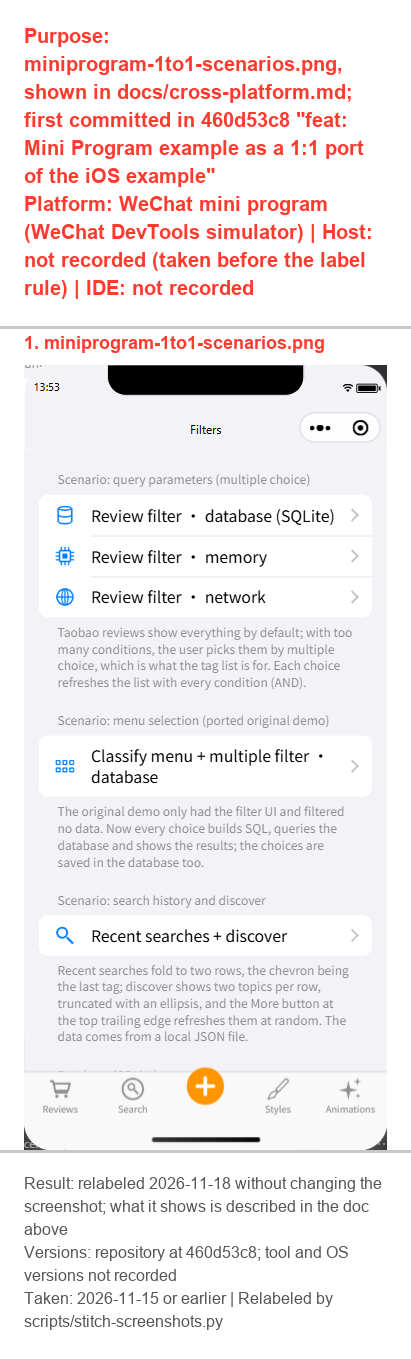 Purpose:
miniprogram-1to1-scenarios.png,
shown in docs/cross-platform.md;
first committed in 460d53c8 "feat:
Mini Program example as a 1:1 port
of the iOS example"
Platform: WeChat mini program
(WeChat DevTools simulator) | Host:
not recorded (taken before the label
rule) | IDE: not recorded
1. miniprogram-1to1-scenarios.png
13:53
Filters
Scenario: query parameters (multiple choice)
Review filter · database (SQLite)
Review filter · memory
Review filter · network
Taobao reviews show everything by default; with too
many conditions, the user picks them by multiple
choice, which is what the tag list is for. Each choice
refreshes the list with every condition (AND).
Scenario: menu selection (ported original demo)
Classify menu + multiple filter ·
database
The original demo only had the filter UI and filtered
no data. Now every choice builds SQL, queries the
database and shows the results; the choices are
saved in the database too.
Scenario: search history and discover
Recent searches + discover
Recent searches fold to two rows, the chevron being
the last tag; discover shows two topics per row,
truncated with an ellipsis, and the More button at
the top trailing edge refreshes them at random. The
data comes from a local JSON file.
Reviews
Search
Styles
Animations
Result: relabeled 2026-11-18 without changing the
screenshot; what it shows is described in the doc
above
Versions: repository at 460d53c8; tool and OS
versions not recorded
Taken: 2026-11-15 or earlier | Relabeled by
scripts/stitch-screenshots.py